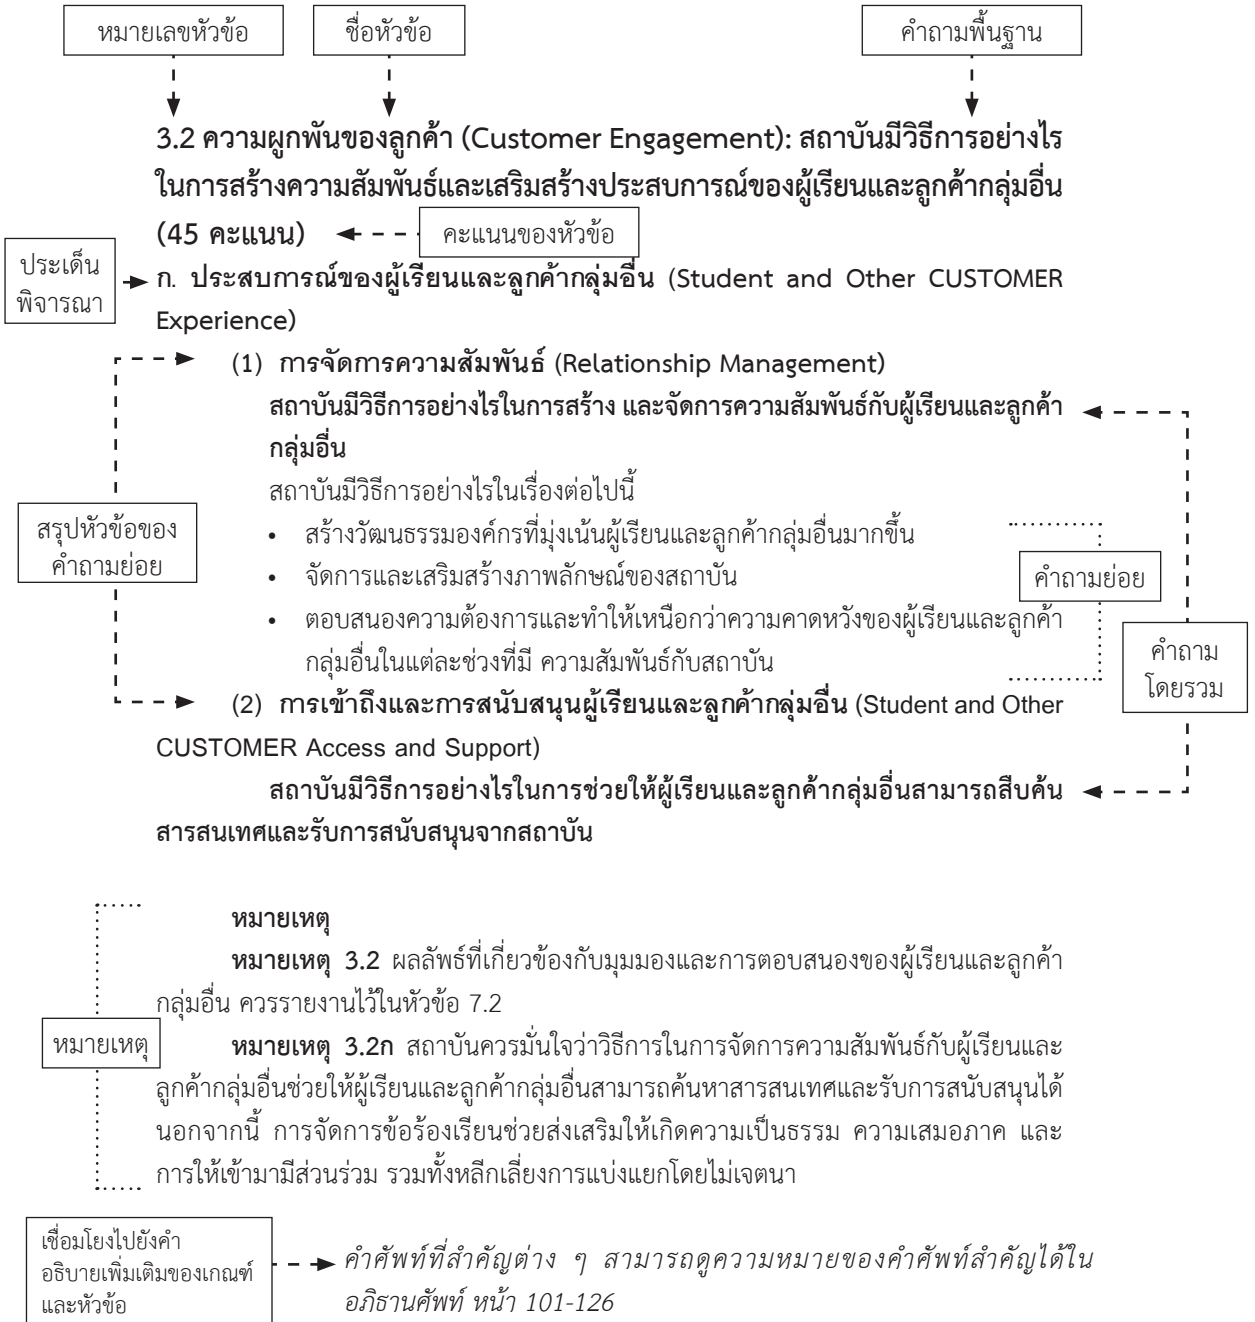 หมายเลขหัวข้อ
ชื่อหัวข้อ
คำถามพื้นฐาน
3.2 ความผูกพันของลูกค้า (Customer Engagement): สถาบันมีวิธีการอย่างไร
ในการสร้างความสัมพันธ์และเสริมสร้างประสบการณ์ของผู้เรียนและลูกค้ากลุ่มอื่น
(45 คะแนน)
คะแนนของหัวข้อ
ประเด็น
พิจารณา
ก. ประสบการณ์ของผู้เรียนและลูกค้ากลุ่มอื่น (Student and Other CUSTOMER
Experience)
(1) การจัดการความสัมพันธ์ (Relationship Management)
สถาบันมีวิธีการอย่างไรในการสร้าง และจัดการความสัมพันธ์กับผู้เรียนและลูกค้า
กลุ่มอื่น
สถาบันมีวิธีการอย่างไรในเรื่องต่อไปนี้
สรุปหัวข้อของ
คำถามย่อย
• สร้างวัฒนธรรมองค์กรที่มุ่งเน้นผู้เรียนและลูกค้ากลุ่มอื่นมากขึ้น
• จัดการและเสริมสร้างภาพลักษณ์ของสถาบัน
• ตอบสนองความต้องการและทำให้เหนือกว่าความคาดหวังของผู้เรียนและลูกค้า
กลุ่มอื่นในแต่ละช่วงที่มี ความสัมพันธ์กับสถาบัน
คำถามย่อย
คำถาม
โดยรวม
(2) การเข้าถึงและการสนับสนุนผู้เรียนและลูกค้ากลุ่มอื่น (Student and Other
CUSTOMER Access and Support)
สถาบันมีวิธีการอย่างไรในการช่วยให้ผู้เรียนและลูกค้ากลุ่มอื่นสามารถสืบค้น
สารสนเทศและรับการสนับสนุนจากสถาบัน
หมายเหตุ
หมายเหตุ 3.2 ผลลัพธ์ที่เกี่ยวข้องกับมุมมองและการตอบสนองของผู้เรียนและลูกค้า
กลุ่มอื่น ควรรายงานไว้ในหัวข้อ 7.2
หมายเหตุ
หมายเหตุ 3.2ก สถาบันควรมั่นใจว่าวิธีการในการจัดการความสัมพันธ์กับผู้เรียนและ
ลูกค้ากลุ่มอื่นช่วยให้ผู้เรียนและลูกค้ากลุ่มอื่นสามารถค้นหาสารสนเทศและรับการสนับสนุนได้
นอกจากนี้ การจัดการข้อร้องเรียนช่วยส่งเสริมให้เกิดความเป็นธรรม ความเสมอภาค และ
การให้เข้ามามีส่วนร่วม รวมทั้งหลีกเลี่ยงการแบ่งแยกโดยไม่เจตนา
เชื่อมโยงไปยังคำ
อธิบายเพิ่มเติมของเกณฑ์
และหัวข้อ
คำศัพท์ที่สำคัญต่าง ๆ สามารถดูความหมายของคำศัพท์สำคัญได้ใน
อภิธานศัพท์ หน้า 101-126